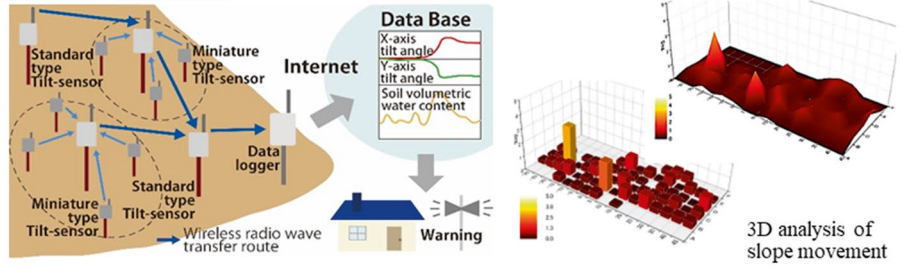 Standard
type
Tilt-sensor
Miniature
type
Tilt-sensor
Internet
Data Base
X-axis
tilt angle
Y-axis
tilt angle
Soil volumetric
water content
Data
logger
Miniature
type
Tilt-sensor
Standard
type
Tilt-sensor
Wireless radio wave
transfer route
Warning
3D analysis of
slope movement